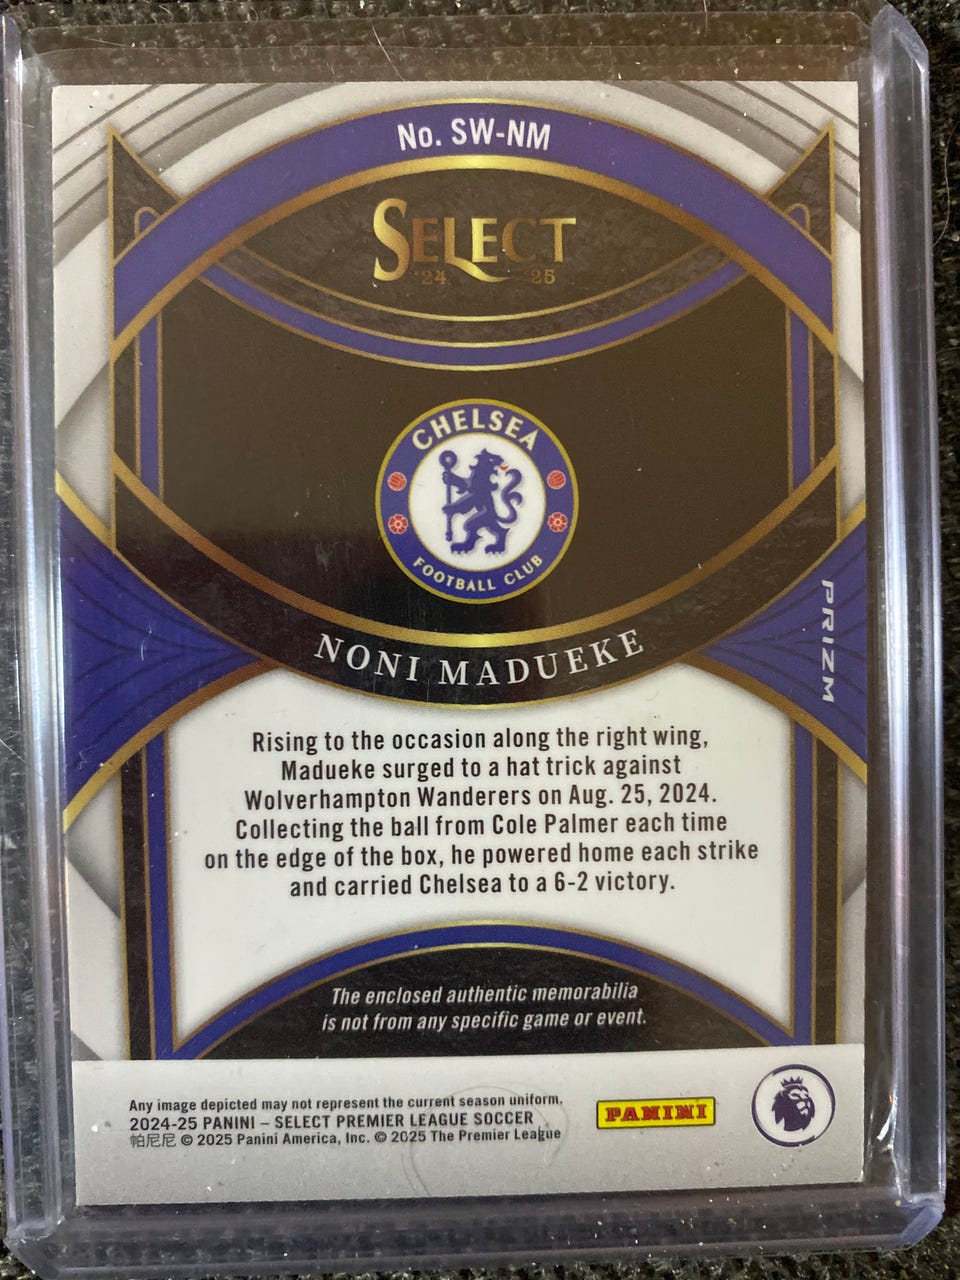 No. SW-NM
SELECT
'24 25
CHELSEA
FOOTBALL CLUB
NONI MADUEKE
PRIZM
Rising to the occasion along the right wing,
Madueke surged to a hat trick against
Wolverhampton Wanderers on Aug. 25, 2024.
Collecting the ball from Cole Palmer each time
on the edge of the box, he powered home each strike
and carried Chelsea to a 6-2 victory.
The enclosed authentic memorabilia
is not from any specific game or event.
Any image depicted may not represent the current season uniform.
2024-25 PANINI – SELECT PREMIER LEAGUE SOCCER
帕尼尼 © 2025 Panini America, Inc. © 2025 The Premier League
PANINI